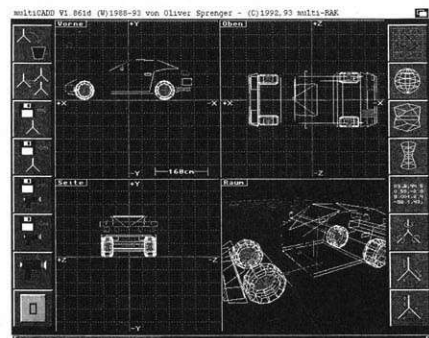 multiCADD V1.861d (W)1988-93 von Oliver Sprenger - (C)1992,93 multi-RAK
Vorne
+Y
Oben
+Z
+X
-X
+X
-X
-Y
160cm
-Z
Seite
+Y
Raum
+Z
-Z
-Y